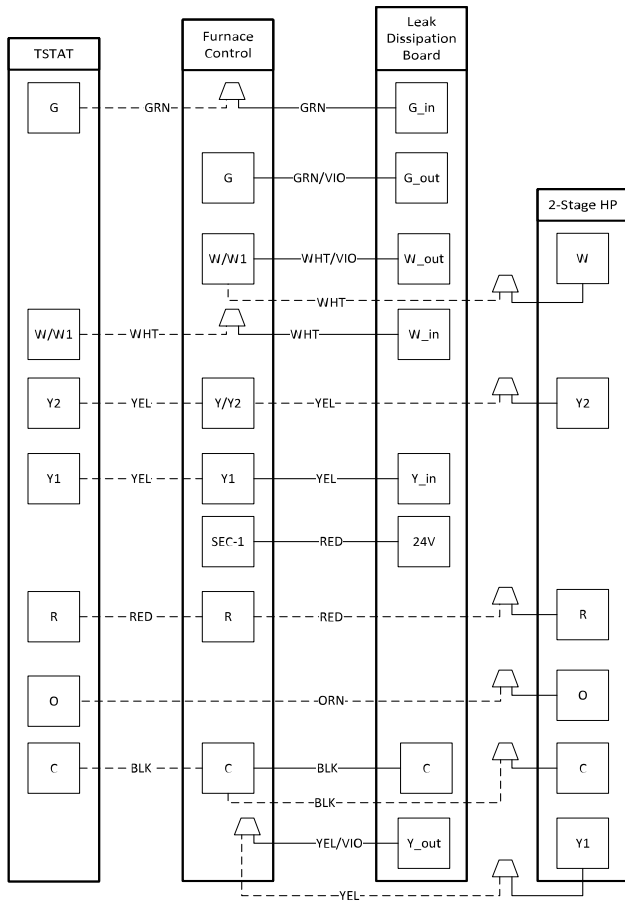 Leak
Dissipation
Board
Furnace
Control
TSTAT
G
GRN
GRN
G_in
G
GRN/VIO
G_out
2-Stage HP
W/W1
WHT/VIO
W_out
W
WHT
W/W1
WHT
WHT
W_in
Y2
YEL
Y/Y2
YEL
Y2
Y1
YEL
Y1
YEL
Y_in
SEC-1
RED
24V
R
RED
R
RED
R
O
ORN
O
C
BLK
C
BLK
C
C
BLK
YEL/VIO
Y_out
Y1
YEL